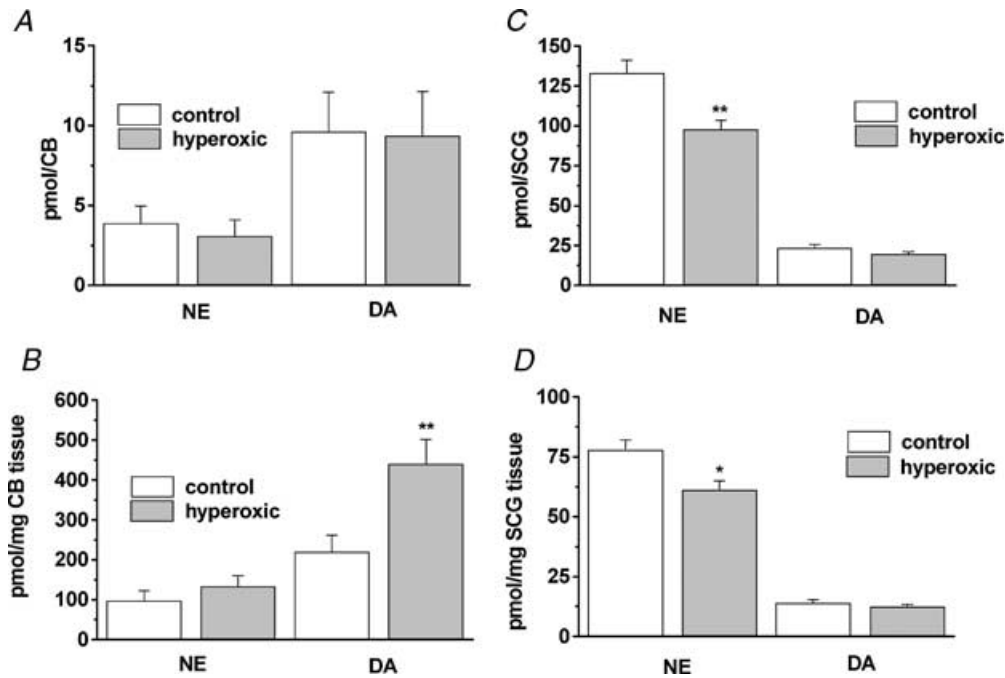 A
pmol/CB
15
10
5
0
control
hyperoxic
NE
DA
C
pmol/SCG
150
125
100
75
50
25
0
**
control
hyperoxic
NE
DA
B
pmol/mg CB tissue
600
500
400
300
200
100
0
**
control
hyperoxic
NE
DA
D
pmol/mg SCG tissue
100
75
50
25
0
*
control
hyperoxic
NE
DA